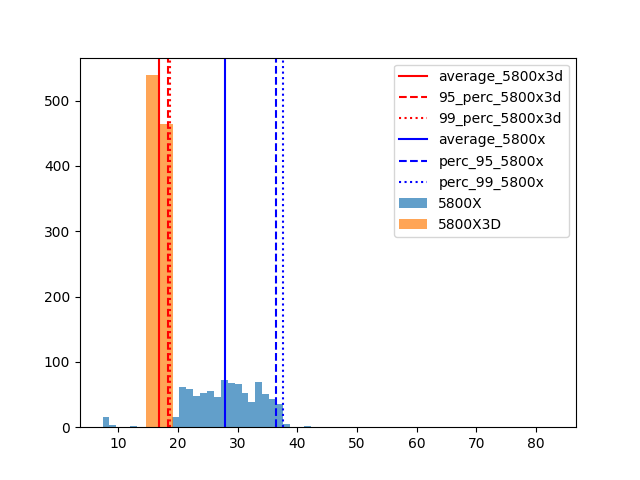 average_5800x3d
95_perc_5800x3d
99_perc_5800x3d
average_5800x
perc_95_5800x
perc_99_5800x
5800X
5800X3D
500
400
300
200
100
0
10 20 30 40 50 60 70 80